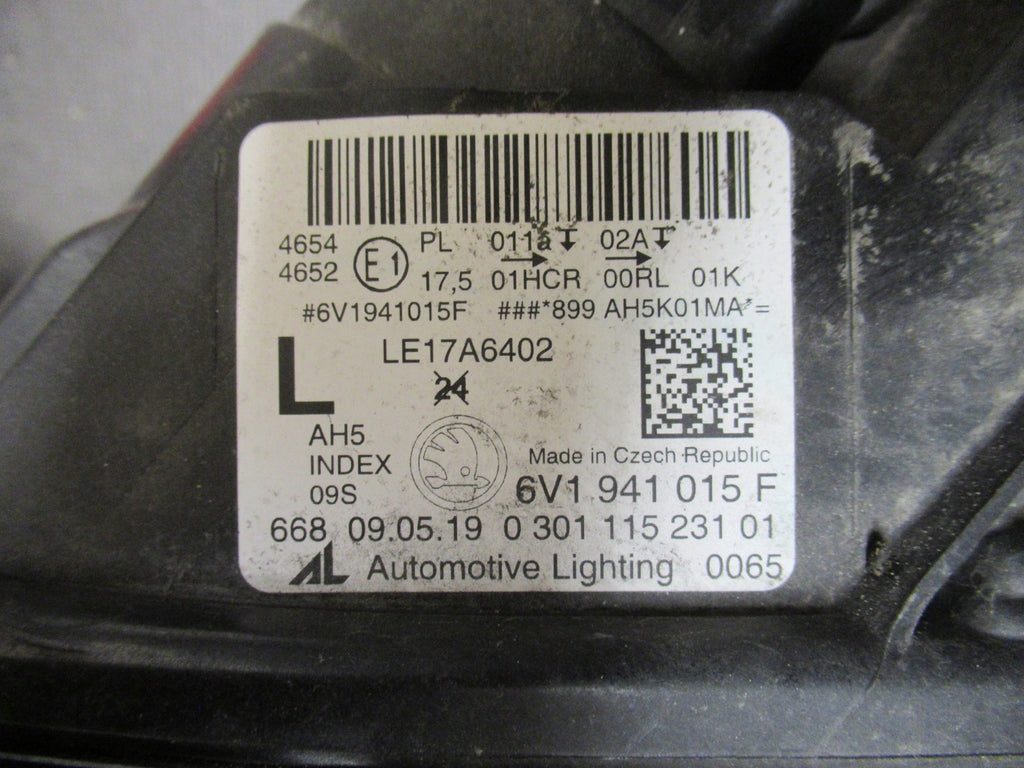 4654 E1 PL 011a 02A
4652 17,5 01HCR 00RL 01K
#6V1941015F ###*899 AH5K01MA*=
L LE17A6402
24
AH5
INDEX
09S
Made in Czech Republic
6V1 941 015 F
668 09.05.19 0 301 115 231 01
AL Automotive Lighting 0065